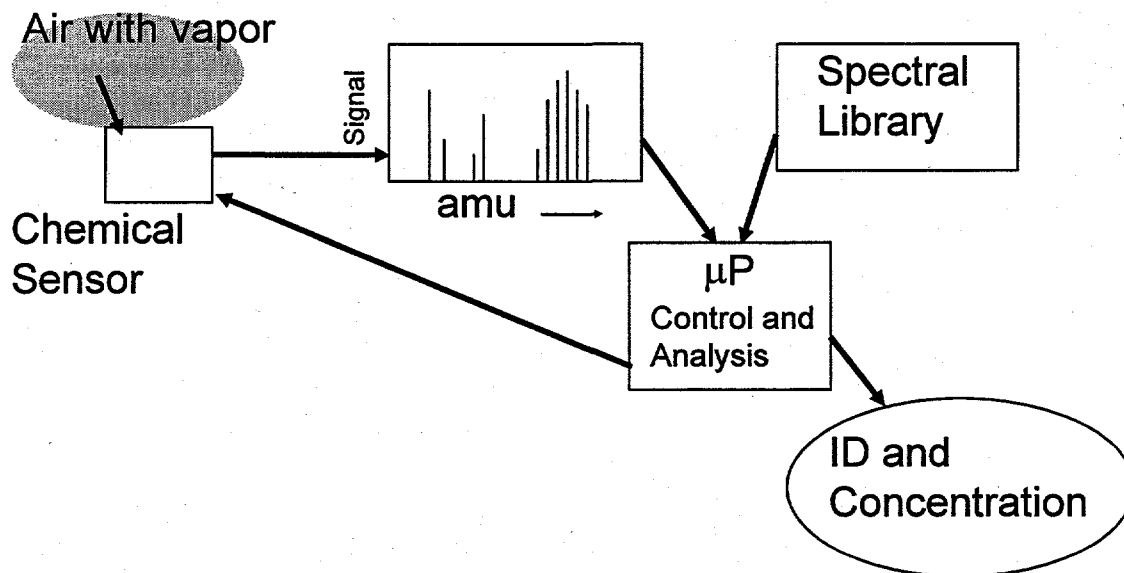 Air with vapor
Chemical
Sensor
Signal
amu
Spectral
Library
μP
Control and
Analysis
ID and
Concentration